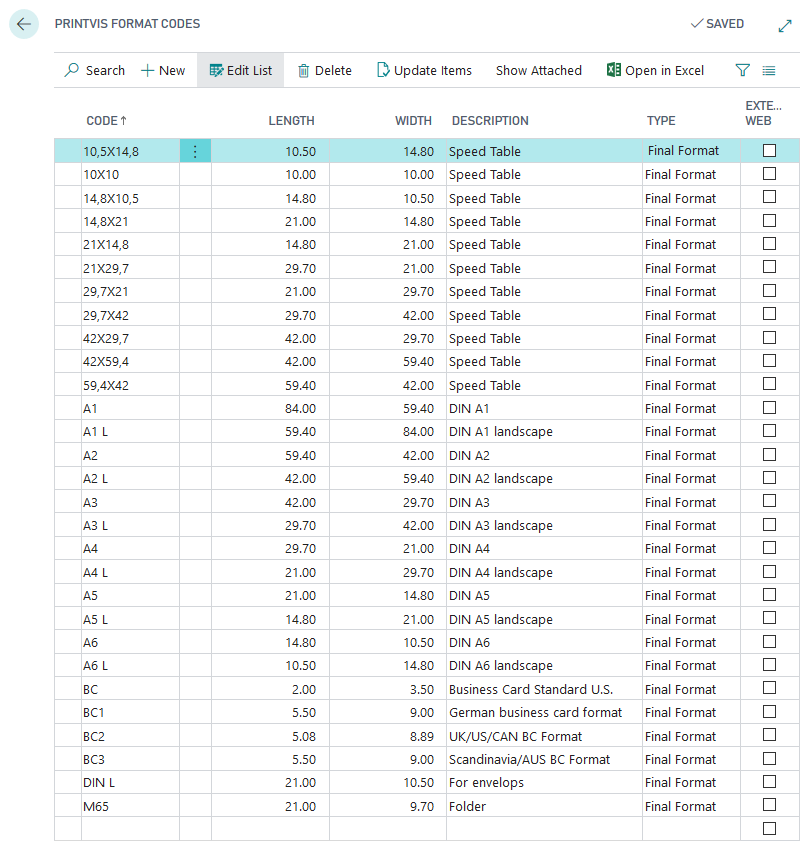 PRINTVIS FORMAT CODES SAVED
Search New Edit List Delete Update Items Show Attached Open in Excel
CODE↑ LENGTH WIDTH DESCRIPTION TYPE EXTE... WEB
10,5X14,8 10.50 14.80 Speed Table Final Format
10X10 10.00 10.00 Speed Table Final Format
14,8X10,5 14.80 10.50 Speed Table Final Format
14,8X21 21.00 14.80 Speed Table Final Format
21X14,8 14.80 21.00 Speed Table Final Format
21X29,7 29.70 21.00 Speed Table Final Format
29,7X21 21.00 29.70 Speed Table Final Format
29,7X42 42.00 29.70 Speed Table Final Format
42X29,7 42.00 29.70 Speed Table Final Format
42X59,4 42.00 59.40 Speed Table Final Format
59,4X42 59.40 42.00 Speed Table Final Format
A1 84.00 59.40 DIN A1 Final Format
A1 L 59.40 84.00 DIN A1 landscape Final Format
A2 59.40 42.00 DIN A2 Final Format
A2 L 42.00 59.40 DIN A2 landscape Final Format
A3 42.00 29.70 DIN A3 Final Format
A3 L 29.70 42.00 DIN A3 landscape Final Format
A4 29.70 21.00 DIN A4 Final Format
A4 L 21.00 29.70 DIN A4 landscape Final Format
A5 21.00 14.80 DIN A5 Final Format
A5 L 14.80 21.00 DIN A5 landscape Final Format
A6 14.80 10.50 DIN A6 Final Format
A6 L 10.50 14.80 DIN A6 landscape Final Format
BC 2.00 3.50 Business Card Standard U.S. Final Format
BC1 5.50 9.00 German business card format Final Format
BC2 5.08 8.89 UK/US/CAN BC Format Final Format
BC3 5.50 9.00 Scandinavia/AUS BC Format Final Format
DIN L 21.00 10.50 For envelops Final Format
M65 21.00 9.70 Folder Final Format